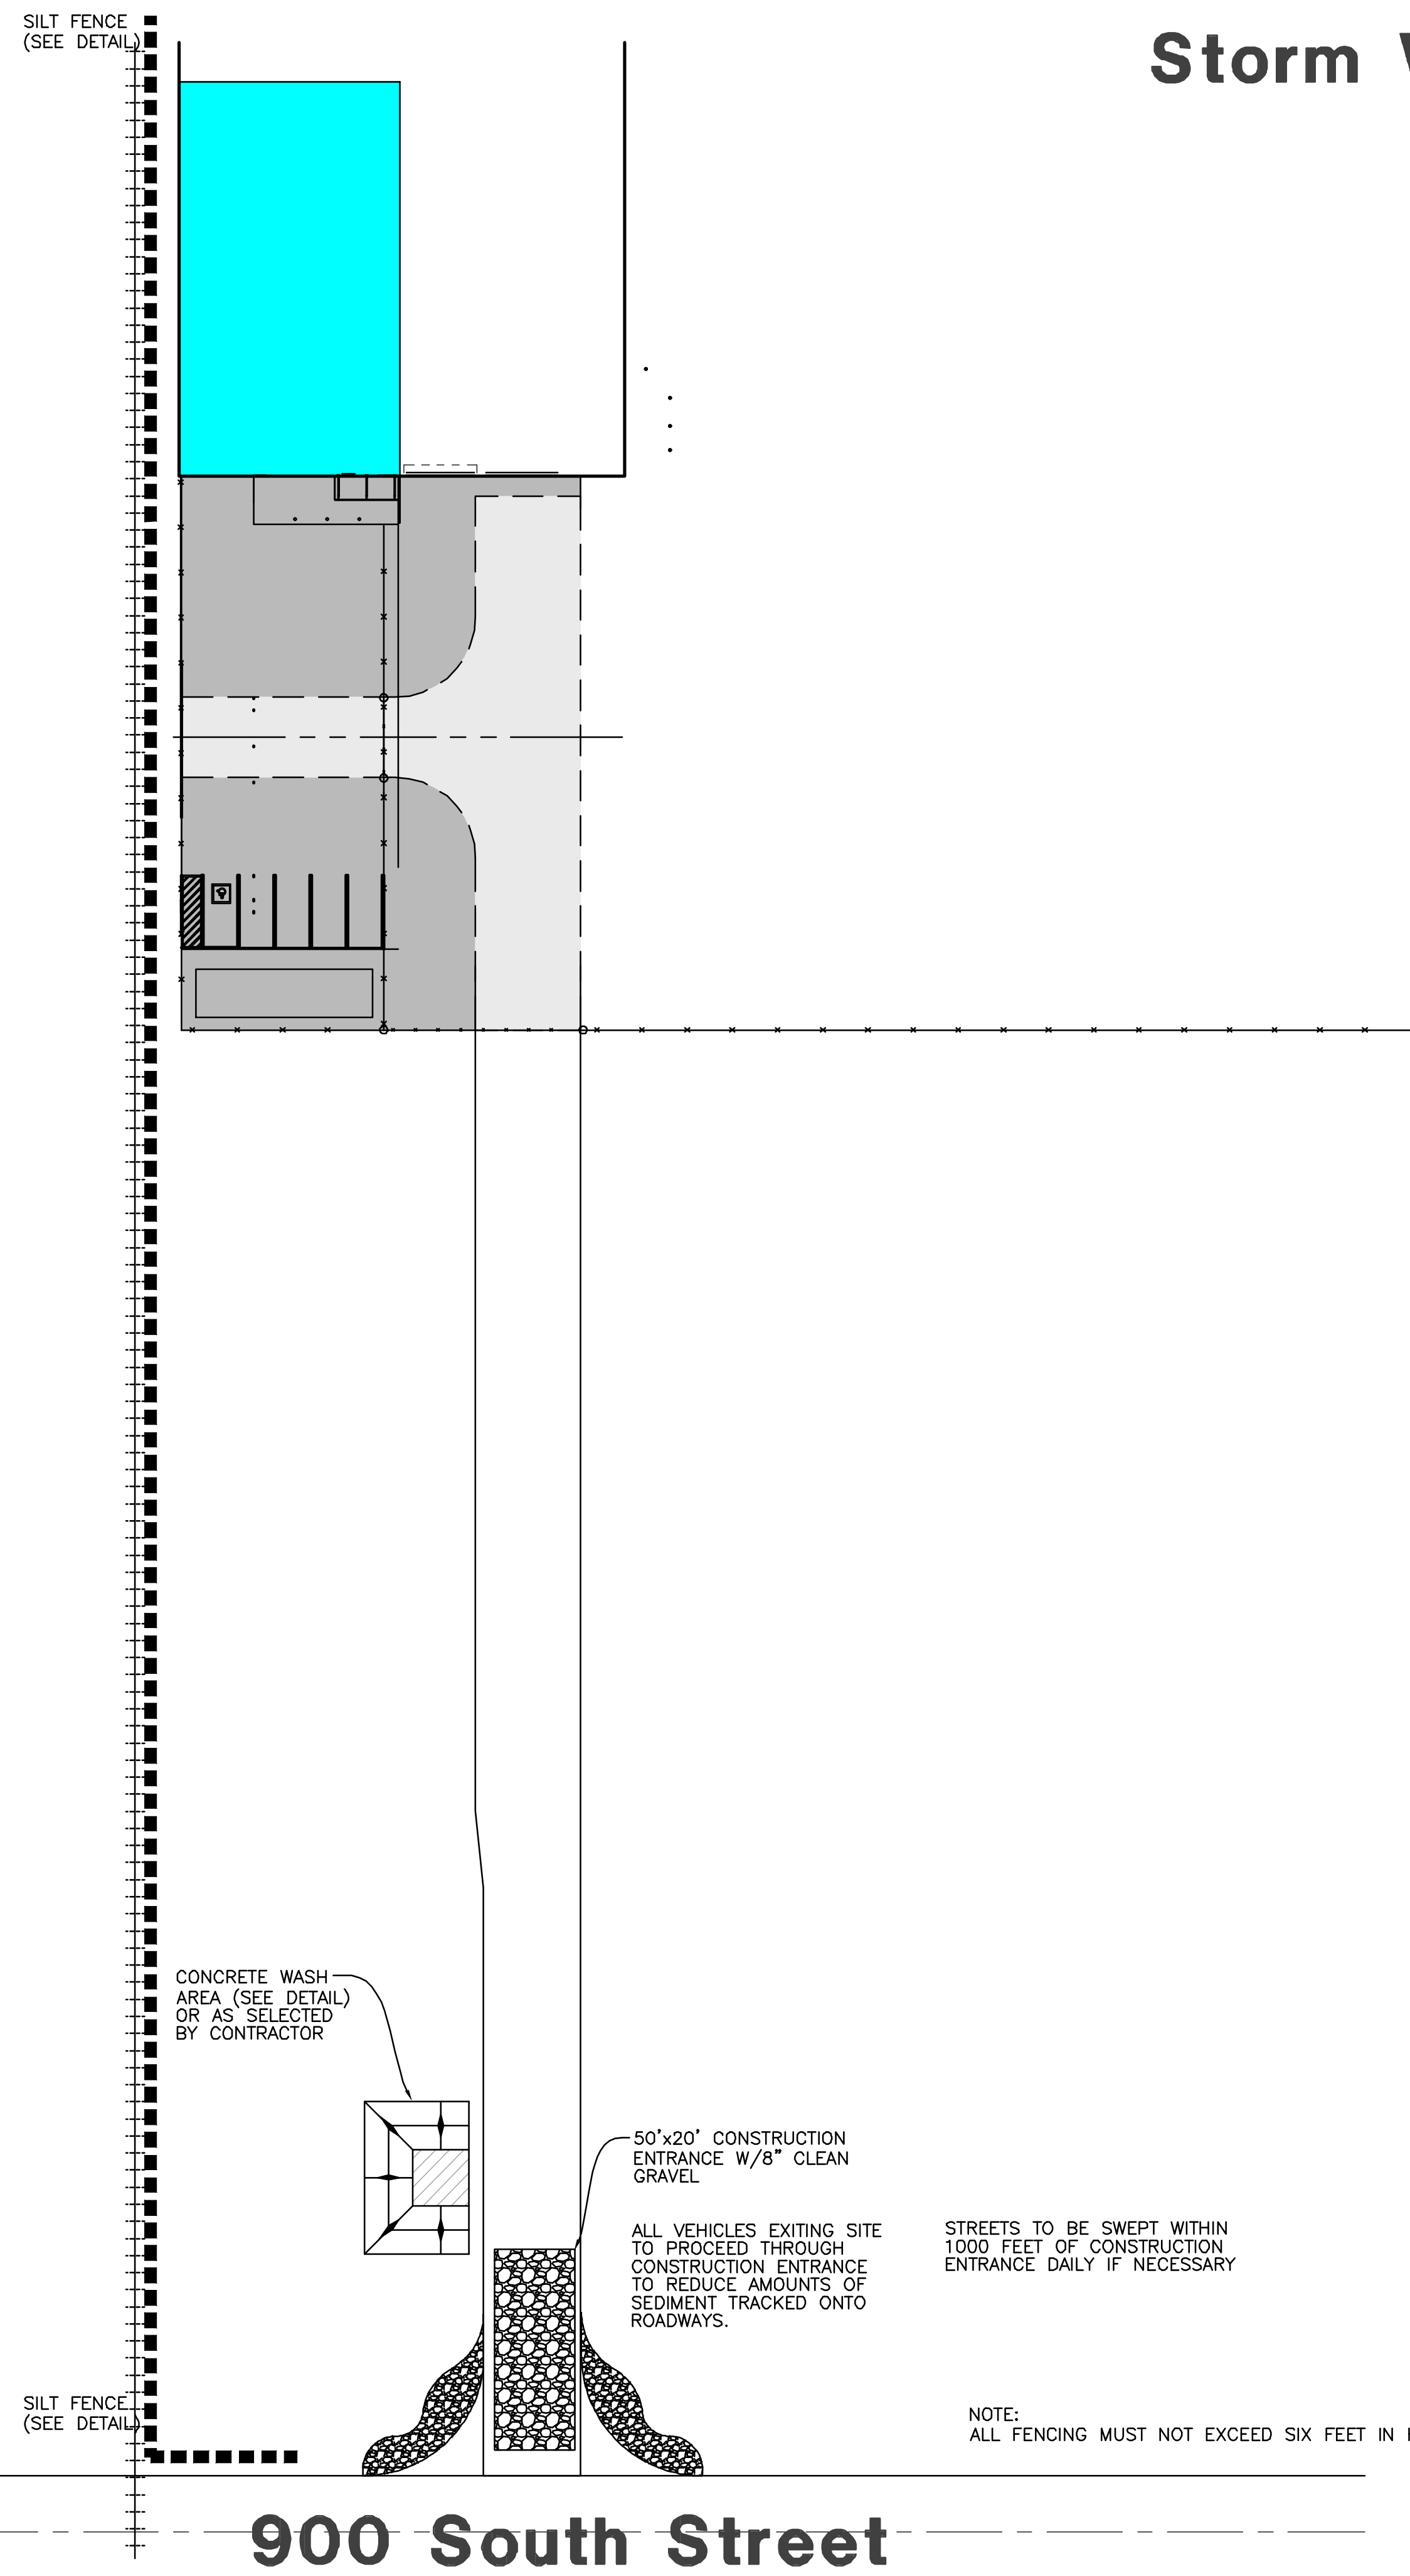 SILT FENCE
(SEE DETAIL)
Storm
CONCRETE WASH
AREA (SEE DETAIL)
OR AS SELECTED
BY CONTRACTOR
50'x20' CONSTRUCTION
ENTRANCE W/8" CLEAN
GRAVEL
ALL VEHICLES EXITING SITE
TO PROCEED THROUGH
CONSTRUCTION ENTRANCE
TO REDUCE AMOUNTS OF
SEDIMENT TRACKED ONTO
ROADWAYS.
STREETS TO BE SWEPT WITHIN
1000 FEET OF CONSTRUCTION
ENTRANCE DAILY IF NECESSARY
SILT FENCE
(SEE DETAIL)
NOTE:
ALL FENCING MUST NOT EXCEED SIX FEET IN
900 South Street